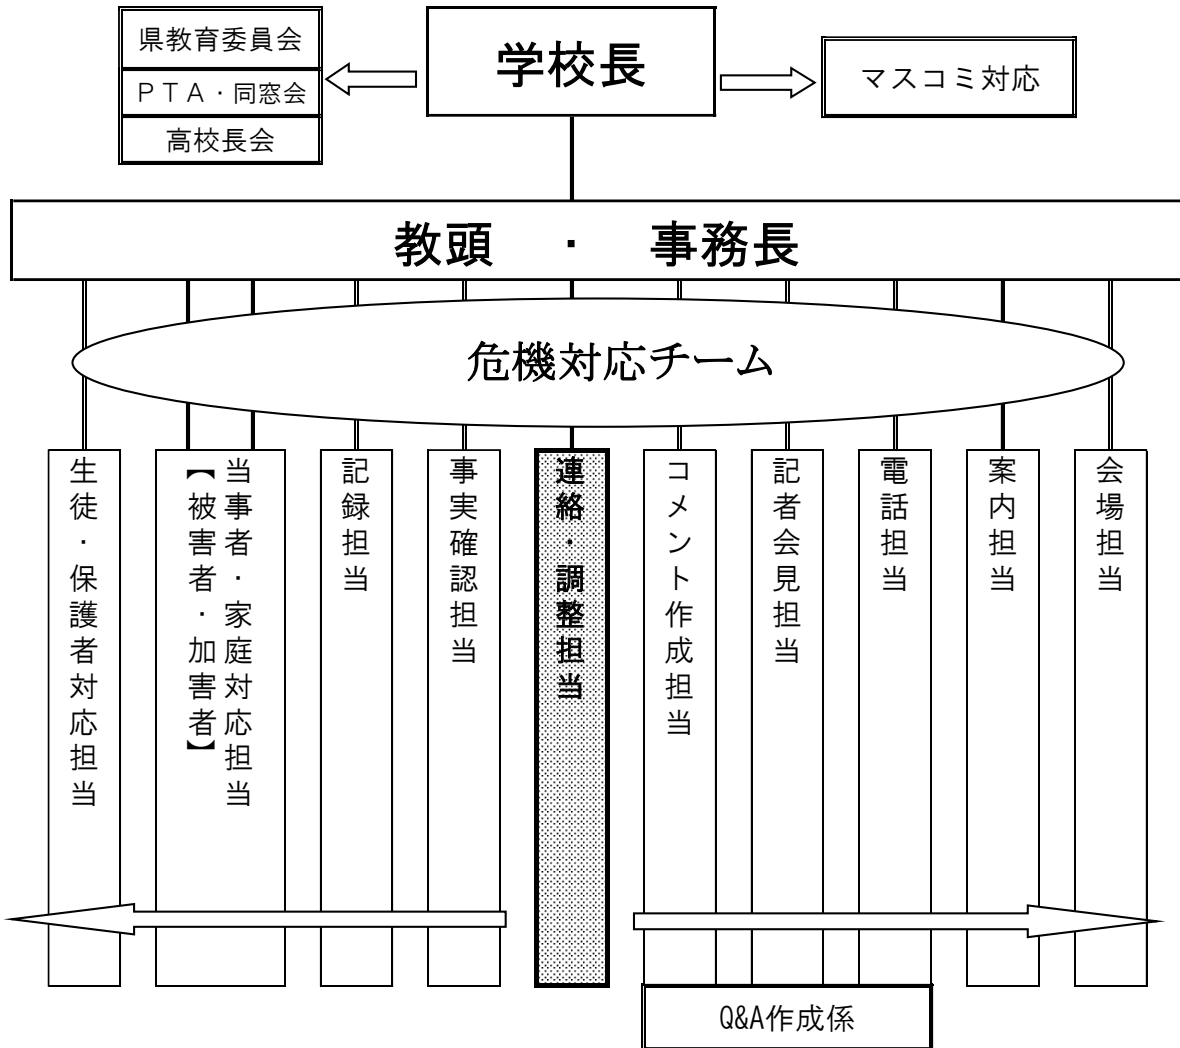 県教育委員会
ＰＴＡ・同窓会
高校長会
学校長
マスコミ対応
教頭　・　事務長
危機対応チーム
生徒・保護者対応担当
当事者・家庭対応担当
【被害者・加害者】
記録担当
事実確認担当
連絡・調整担当
コメント作成担当
記者会見担当
電話担当
案内担当
会場担当
Q&A作成係